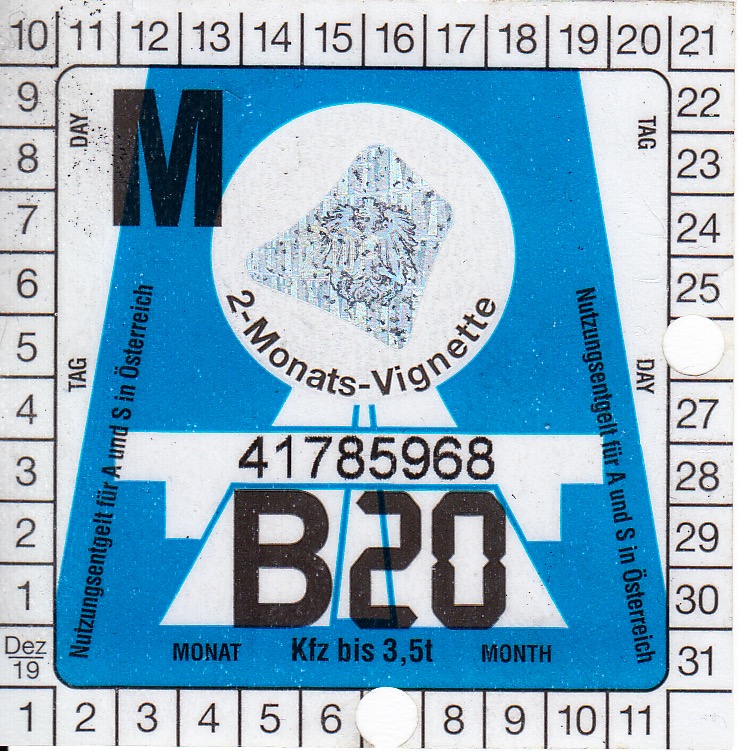 10 11 12 13 14 15 16 17 18 19 20 21
9 22
8 23
7 24
6 25
5
4 27
3 28
2 29
1 30
Dez 19 31
1 2 3 4 5 6 8 9 10 11
DAY
TAG
M
TAG
DAY
2-Monats-Vignette
Nutzungsentgelt für A und S in Österreich
Nutzungsentgelt für A und S in Österreich
41785968
B20
MONAT Kfz bis 3,5t MONTH